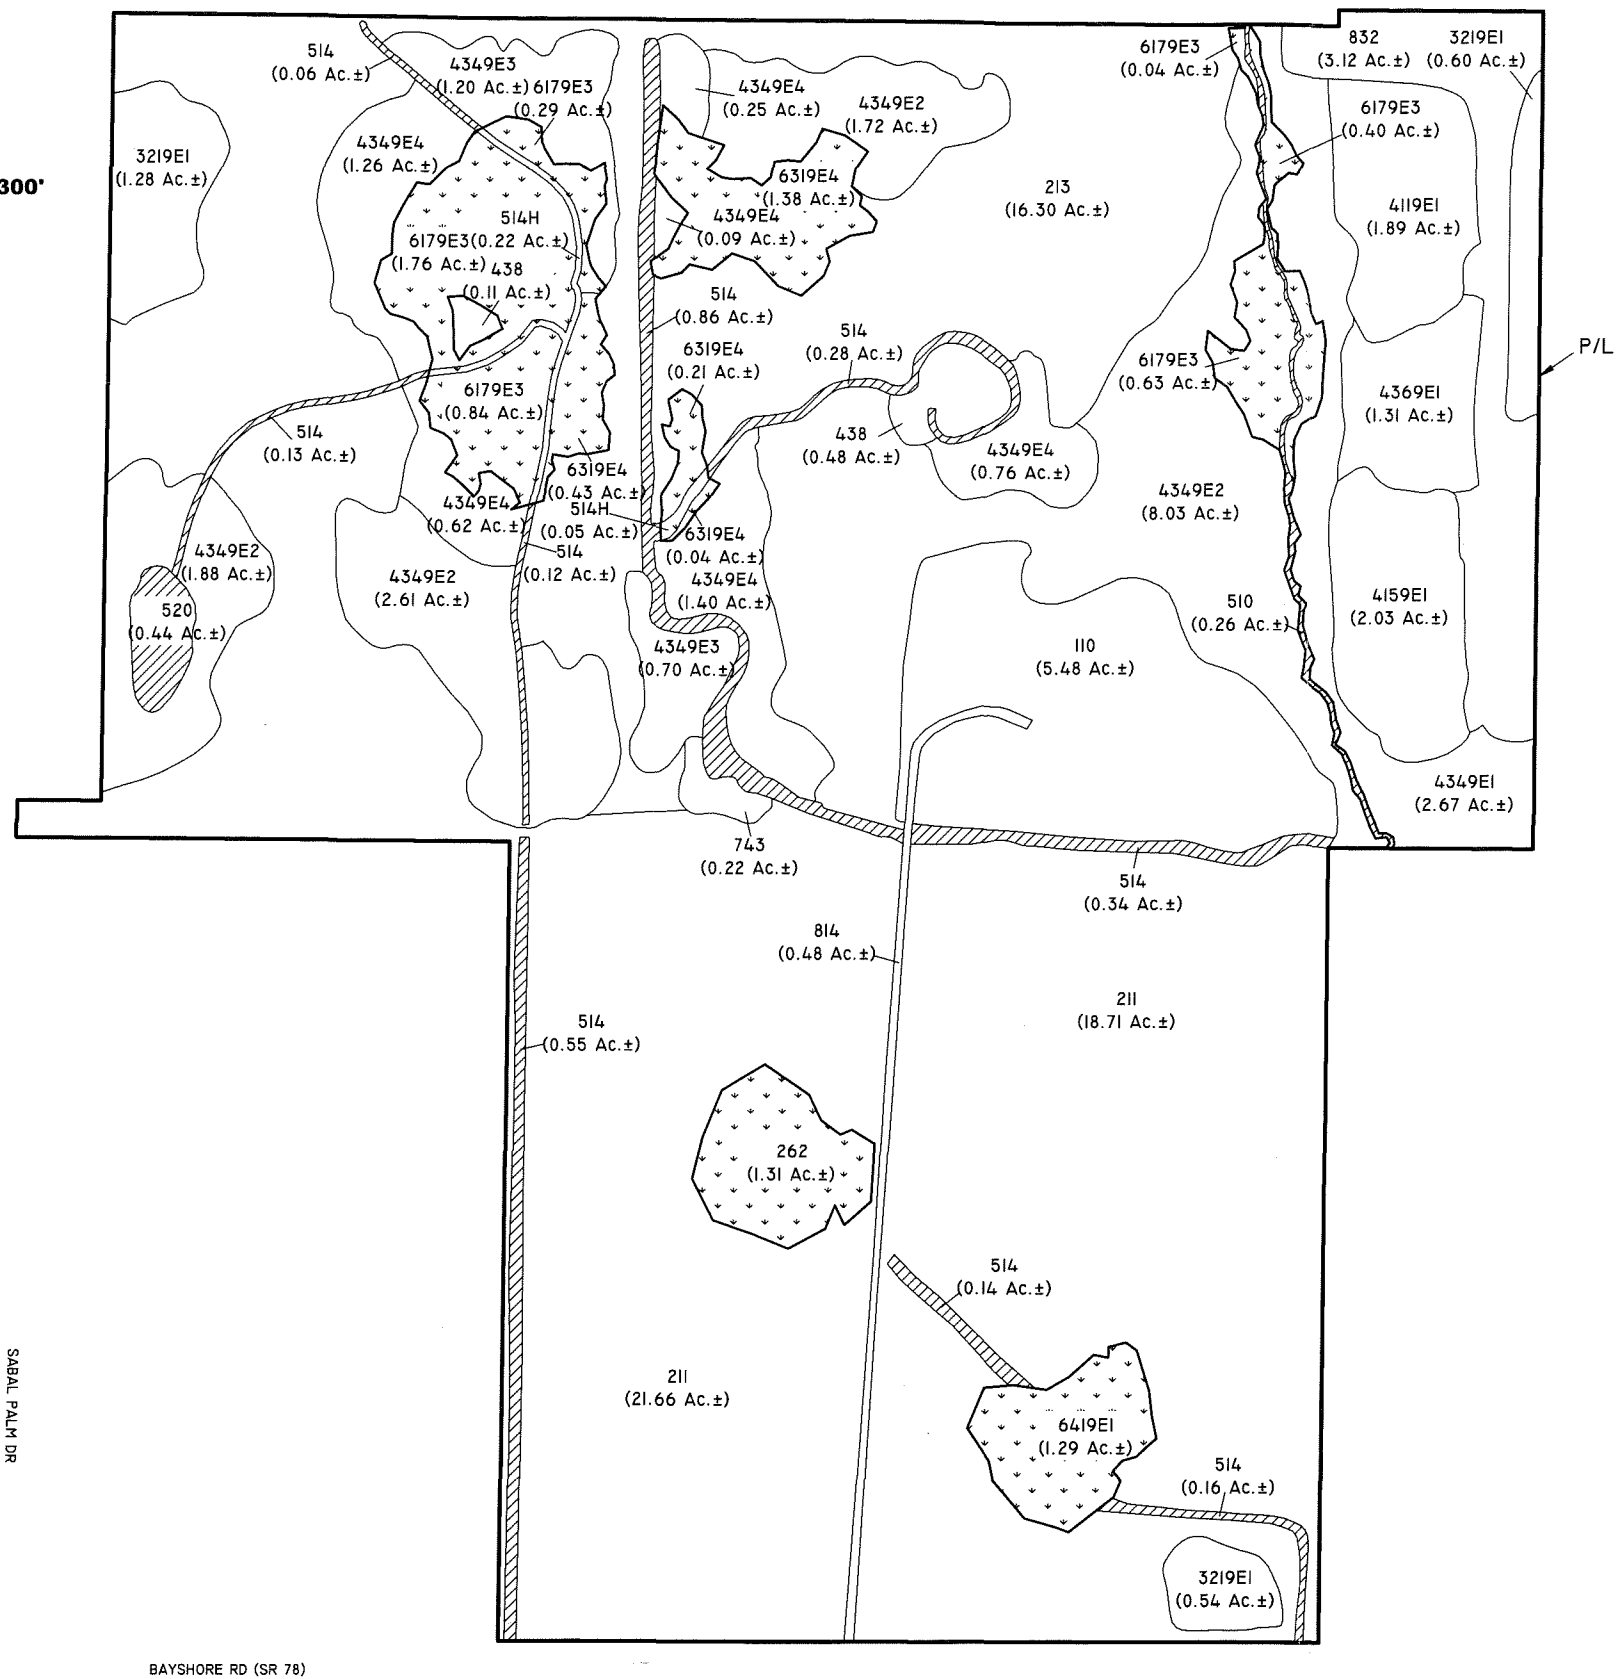 514
(0.06 Ac.±)
4349E3
(1.20 Ac.±)
6179E3
(0.29 Ac.±)
4349E4
(0.25 Ac.±)
4349E2
(1.72 Ac.±)
6179E3
(0.04 Ac.±)
832
(3.12 Ac.±)
3219E1
(0.60 Ac.±)
6179E3
(0.40 Ac.±)
300'
3219E1
(1.28 Ac.±)
4349E4
(1.26 Ac.±)
6319E4
(1.38 Ac.±)
213
(16.30 Ac.±)
4119E1
(1.89 Ac.±)
4349E4
(0.09 Ac.±)
514H
(0.22 Ac.±)
6179E3
(1.76 Ac.±)
438
(0.11 Ac.±)
514
(0.86 Ac.±)
514
(0.28 Ac.±)
P/L
6319E4
(0.21 Ac.±)
6179E3
(0.63 Ac.±)
4369E1
(1.31 Ac.±)
6179E3
(0.84 Ac.±)
514
(0.13 Ac.±)
438
(0.48 Ac.±)
4349E4
(0.76 Ac.±)
6319E4
(0.43 Ac.±)
4349E4
(0.62 Ac.±)
514H
(0.05 Ac.±)
4349E2
(8.03 Ac.±)
6319E4
(0.04 Ac.±)
4349E2
(1.88 Ac.±)
514
(0.12 Ac.±)
4349E2
(2.61 Ac.±)
4349E4
(1.40 Ac.±)
520
(0.44 Ac.±)
510
(0.26 Ac.±)
4159E1
(2.03 Ac.±)
4349E3
(0.70 Ac.±)
110
(5.48 Ac.±)
4349E1
(2.67 Ac.±)
743
(0.22 Ac.±)
514
(0.34 Ac.±)
814
(0.48 Ac.±)
211
(18.71 Ac.±)
514
(0.55 Ac.±)
262
(1.31 Ac.±)
514
(0.14 Ac.±)
211
(21.66 Ac.±)
6419E1
(1.29 Ac.±)
514
(0.16 Ac.±)
3219E1
(0.54 Ac.±)
SABAL PALM DR
BAYSHORE RD (SR 78)